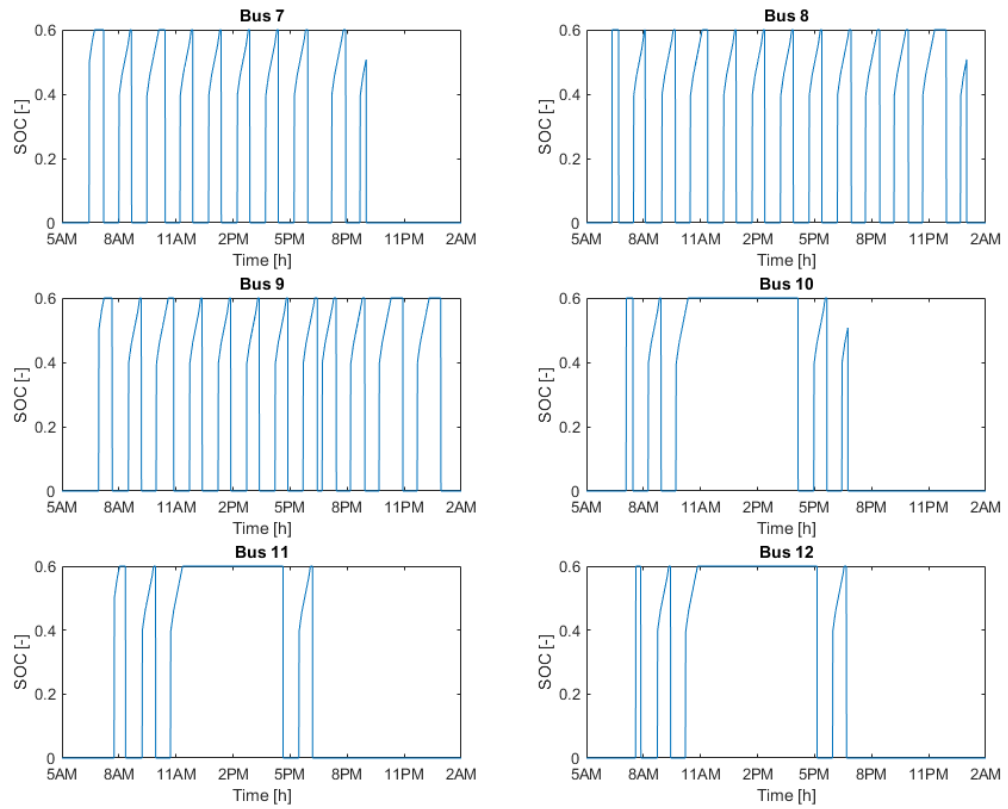 Bus 7
0.6
0.4
0.2
0
SOC [-]
5AM 8AM 11AM 2PM 5PM 8PM 11PM 2AM
Time [h]
Bus 8
0.6
0.4
0.2
0
SOC [-]
5AM 8AM 11AM 2PM 5PM 8PM 11PM 2AM
Time [h]
Bus 9
0.6
0.4
0.2
0
SOC [-]
5AM 8AM 11AM 2PM 5PM 8PM 11PM 2AM
Time [h]
Bus 10
0.6
0.4
0.2
0
SOC [-]
5AM 8AM 11AM 2PM 5PM 8PM 11PM 2AM
Time [h]
Bus 11
0.6
0.4
0.2
0
SOC [-]
5AM 8AM 11AM 2PM 5PM 8PM 11PM 2AM
Time [h]
Bus 12
0.6
0.4
0.2
0
SOC [-]
5AM 8AM 11AM 2PM 5PM 8PM 11PM 2AM
Time [h]